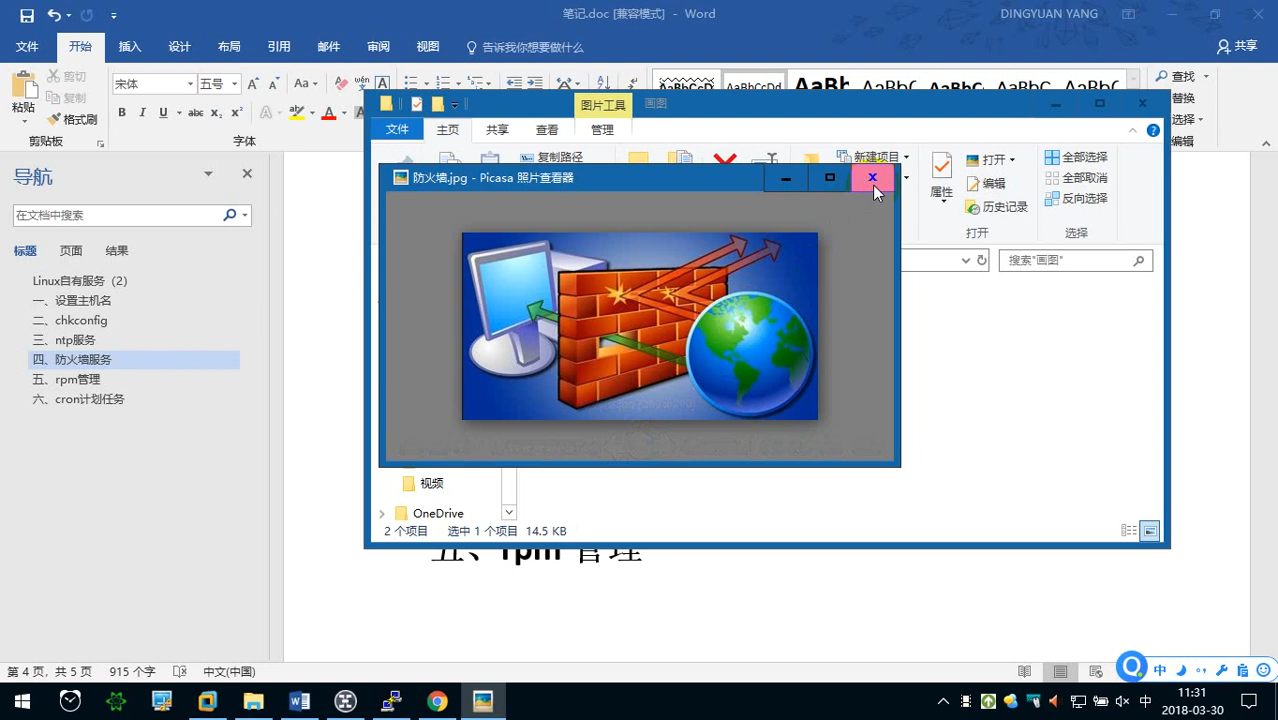 笔记.doc [兼容模式] - Word
DINGYUAN YANG
文件 开始 插入 设计 布局 引用 邮件 审阅 视图 告诉我你想要做什么 共享
粘贴 剪切 复制 格式刷
宋体 五号
剪贴板 字体
AaBbCcDd AaBbCcDd AaBb AaBbC AaBbC AaBbC
查找
替换
选择
编辑
图片工具 画图
文件 主页 共享 查看 管理
复制路径 新建项目
属性 打开 编辑 历史记录
全部选择 全部取消 反向选择
打开 选择
搜索"画图"
防火墙.jpg - Picasa 照片查看器
导航
在文档中搜索
标题 页面 结果
Linux自有服务（2）
一、设置主机名
二、chkconfig
三、ntp服务
四、防火墙服务
五、rpm管理
六、cron计划任务
视频
OneDrive
2 个项目 选中 1 个项目 14.5 KB
五、rpm 管理
第 4 页，共 5 页 915 个字 中文(中国)
中
中
11:31
2018-03-30